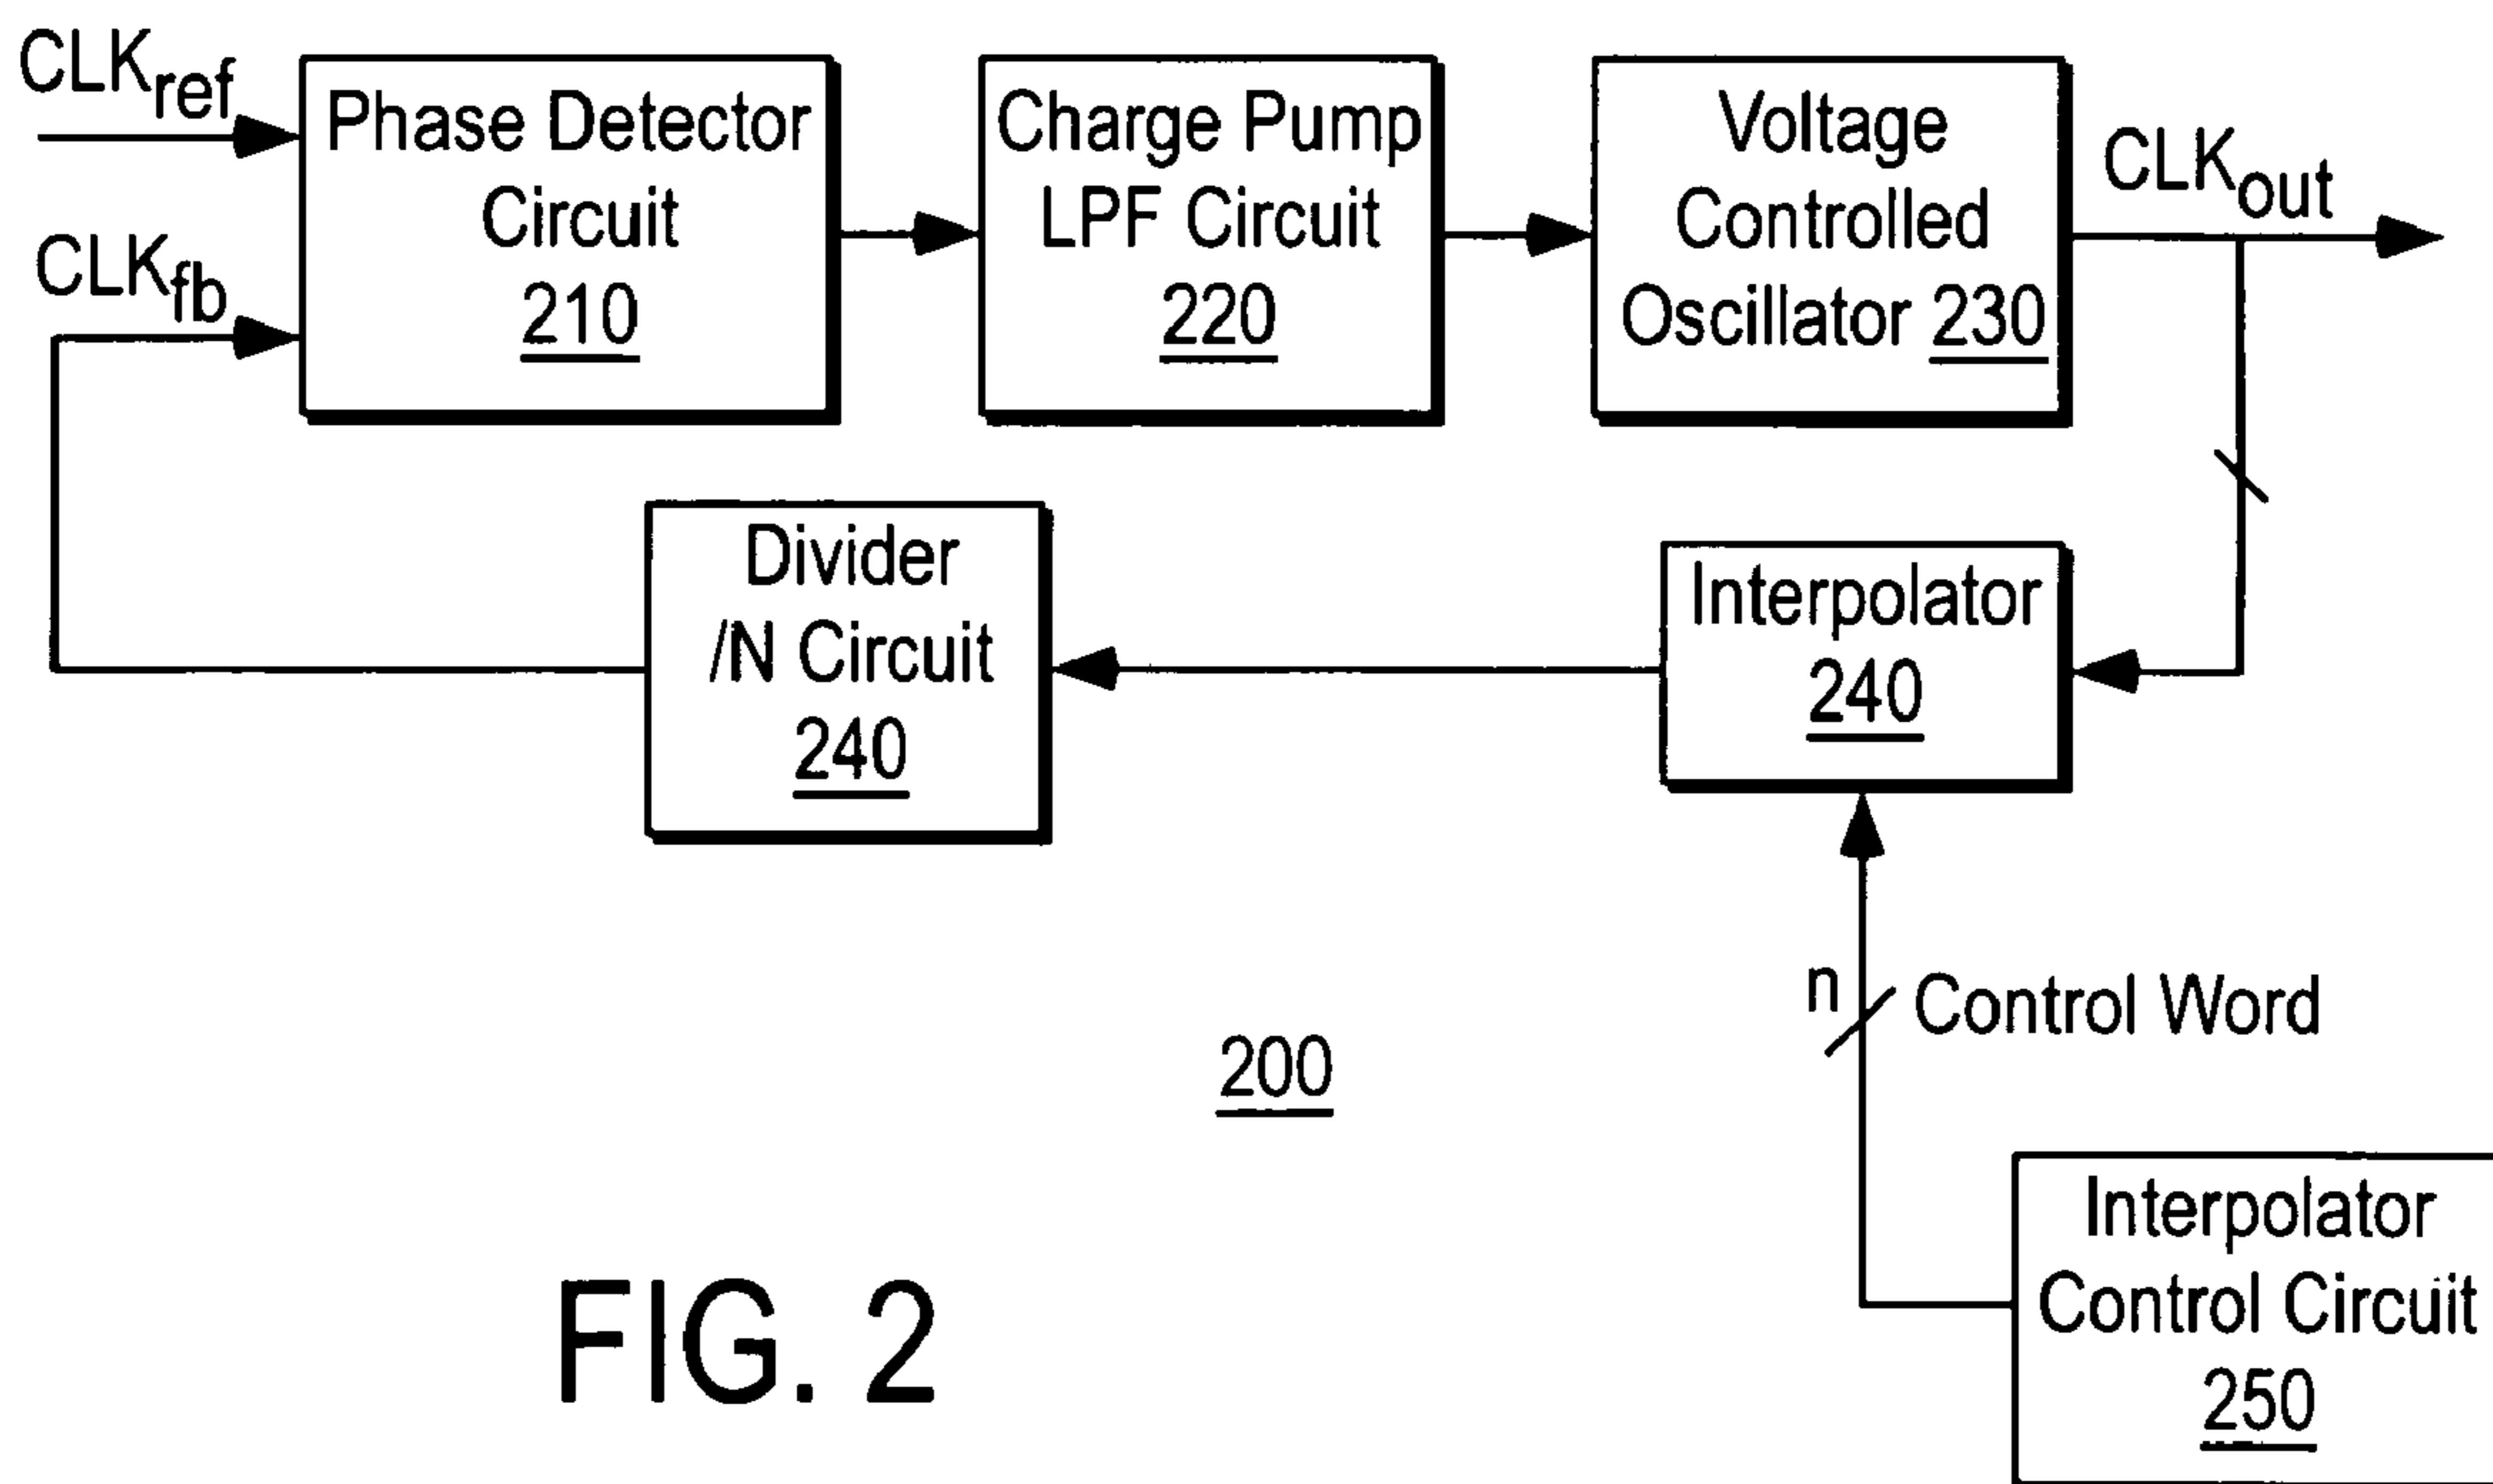 CLKref
CLKfb
Phase Detector
Circuit
210
Charge Pump
LPF Circuit
220
Voltage
Controlled
Oscillator 230
CLKout
Divider
/N Circuit
240
Interpolator
240
n
Control Word
200
Interpolator
Control Circuit
250
FIG. 2